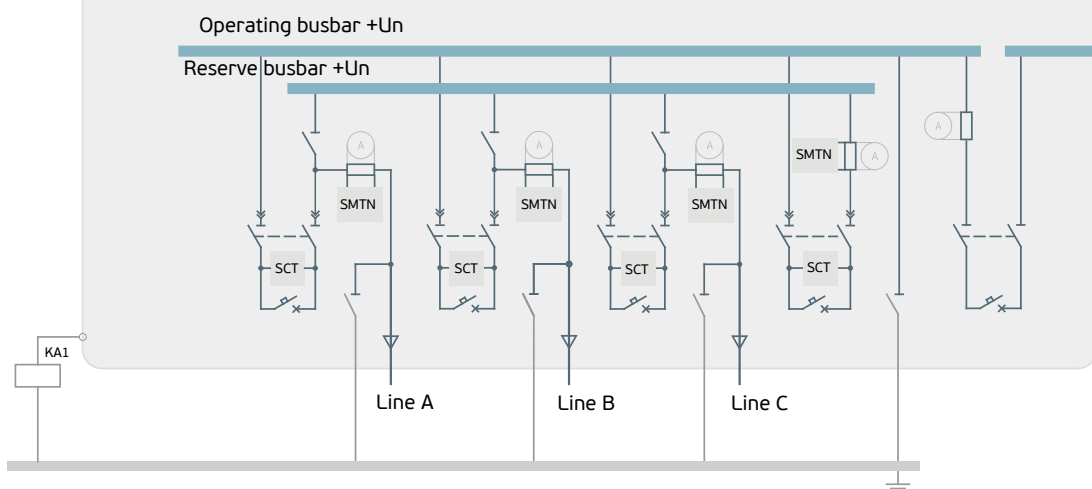 Operating busbar +Un
Reserve busbar +Un
A
A
A
A
A
SMTN
SMTN
SMTN
SMTN
SCT
SCT
SCT
SCT
KA1
Line A
Line B
Line C